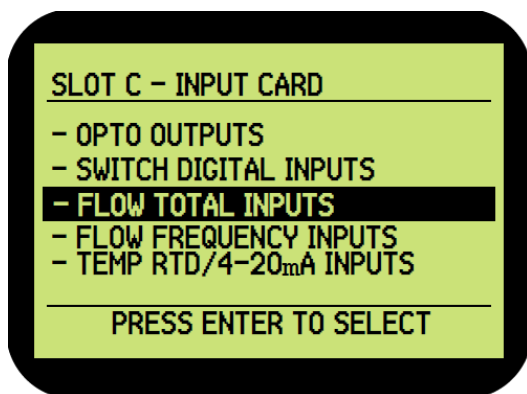 SLOT C - INPUT CARD
- OPTO OUTPUTS
- SWITCH DIGITAL INPUTS
- FLOW TOTAL INPUTS
- FLOW FREQUENCY INPUTS
- TEMP RTD/4-20mA INPUTS
PRESS ENTER TO SELECT